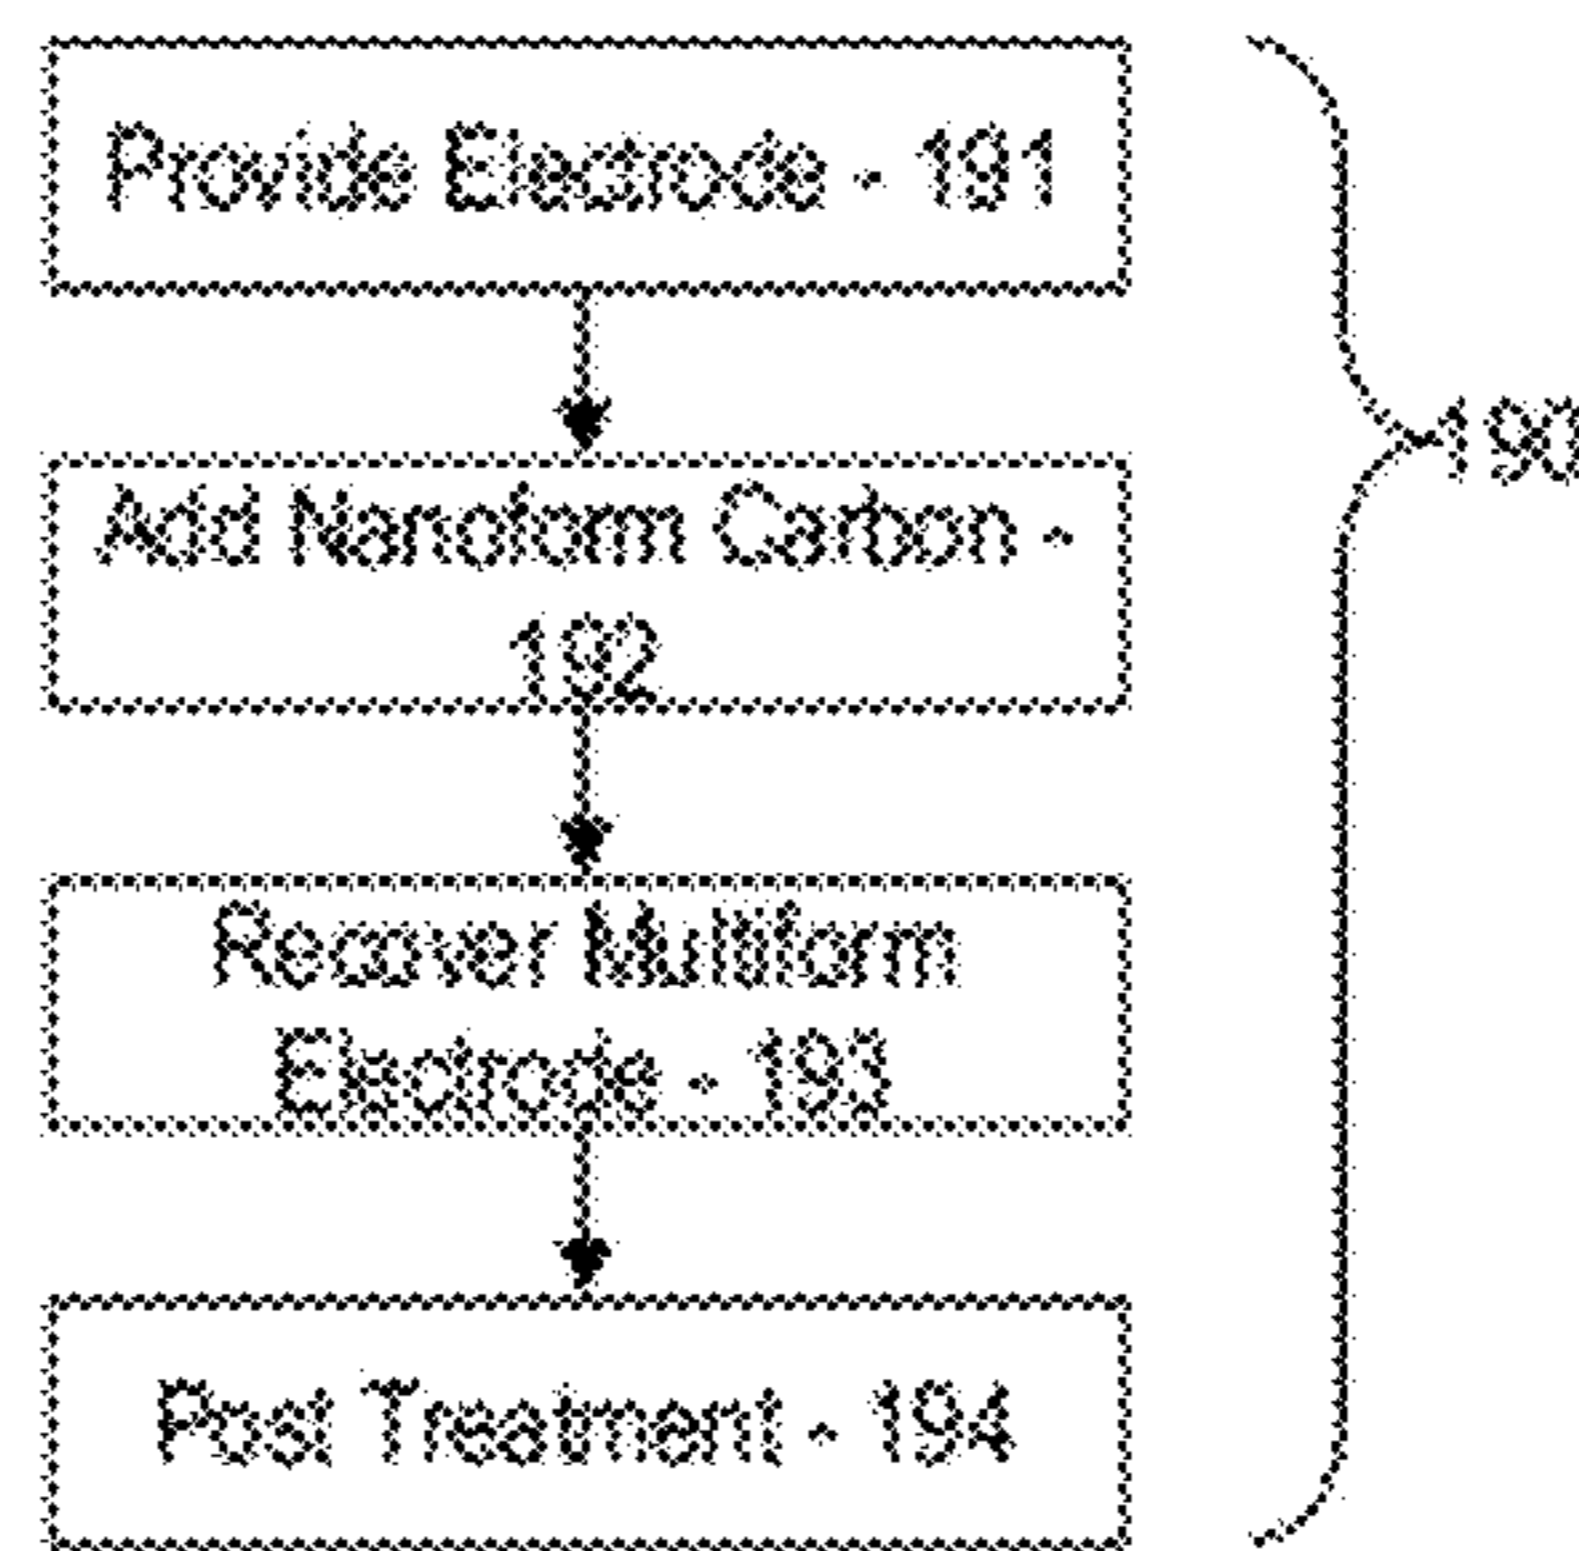 Provide Electrode - 191
Add Nanoform Carbon -
192
190
Recover Multiform
Electrode - 193
Post Treatment - 194